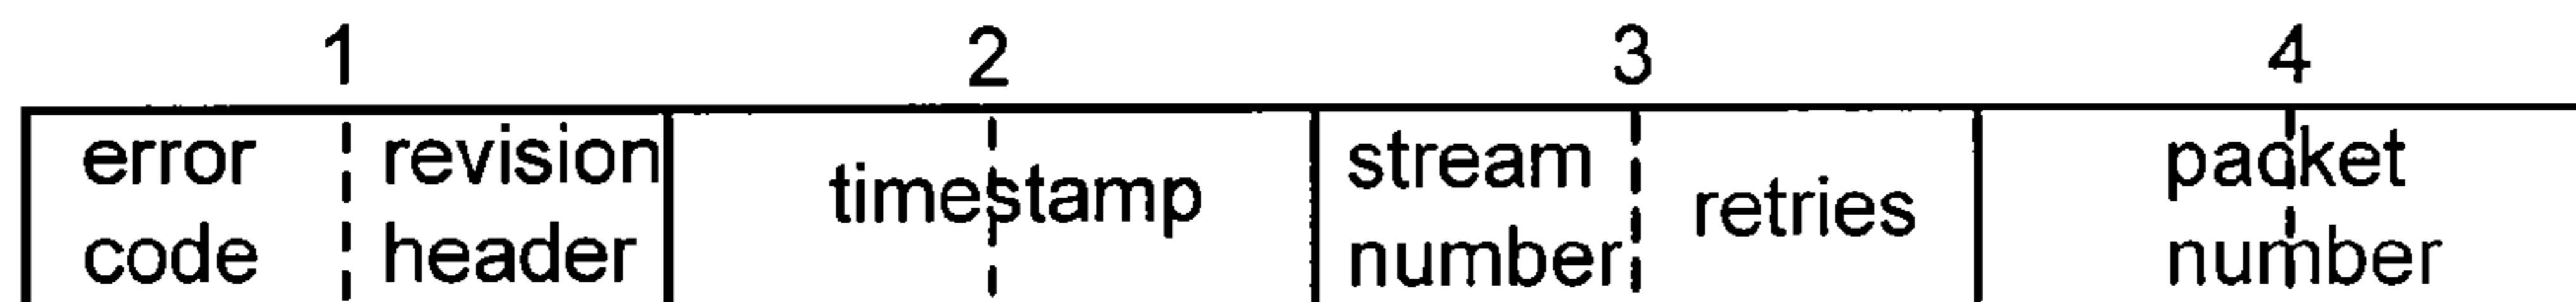 1 2 3 4
error code
revision header
timestamp
stream number
retries
packet number